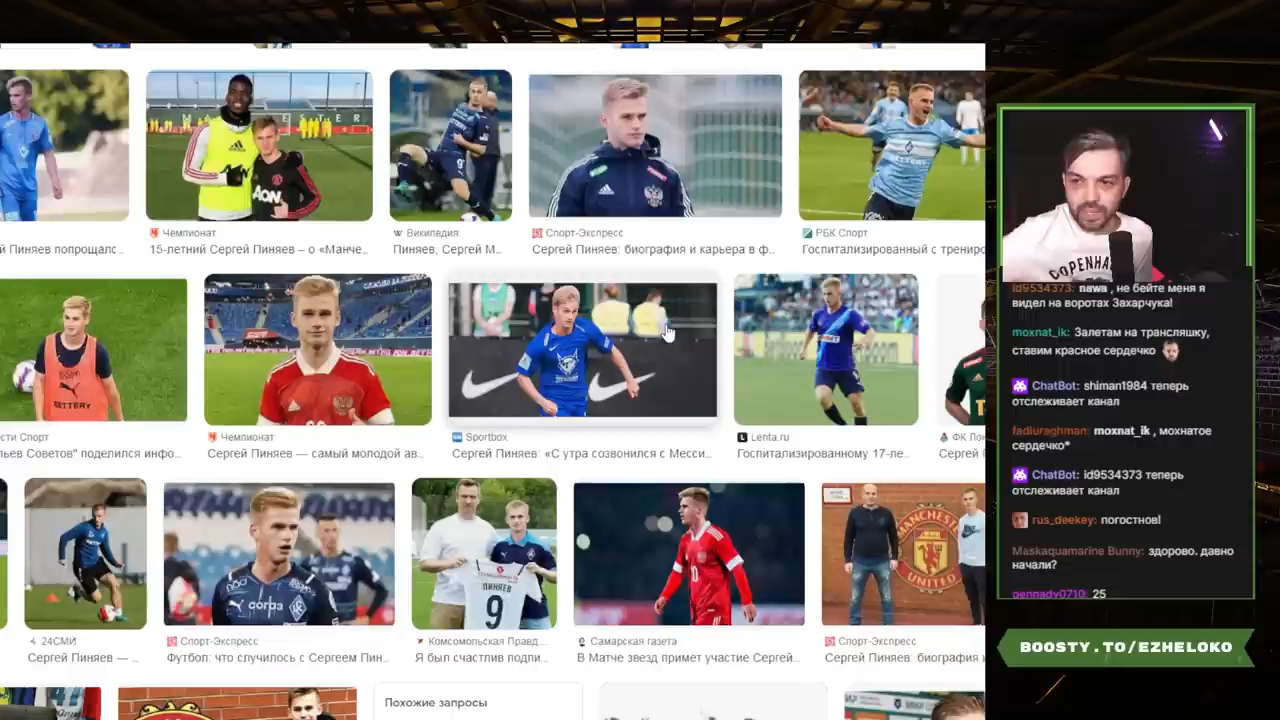 Чемпионат
Википедия
Спорт-Экспресс
РБК Спорт
й Пиняев попрощалс...
15-летний Сергей Пиняев – о «Манче...
Пиняев, Сергей М...
Сергей Пиняев: биография и карьера в ф...
Госпитализированный с трениро
AON
BETTERY
сти Спорт
Чемпионат
Sportbox
Lenta.ru
ФК Ло
льев Советов" поделился инфо...
Сергей Пиняев — самый молодой ав...
Сергей Пиняев: «С утра созвонился с Месси...
Госпитализированному 17-ле...
Сергей
ПИНЯЕВ
9
MANCHESTER
UNITED
24СМИ
Спорт-Экспресс
Комсомольская Правд...
Самарская газета
Спорт-Экспресс
Сергей Пиняев — ...
Футбол: что случилось с Сергеем Пин...
Я был счастлив подпи...
В Матче звезд примет участие Сергей...
Сергей Пиняев: биография и
Похожие запросы
COPENHA
id9534373: nawa , не бейте меня я
видел на воротах Захарчука!
moxnat_ik: Залетам на трансляшку,
ставим красное сердечко
ChatBot: shiman1984 теперь
отслеживает канал
fadluraghman: moxnat_ik , мохнатое
сердечко*
ChatBot: id9534373 теперь
отслеживает канал
rus_deekey: погостнов!
Maskaquamarine Bunny: здорово. давно
начали?
gennady0710: 25
BOOSTY.TO/EZHELOKO